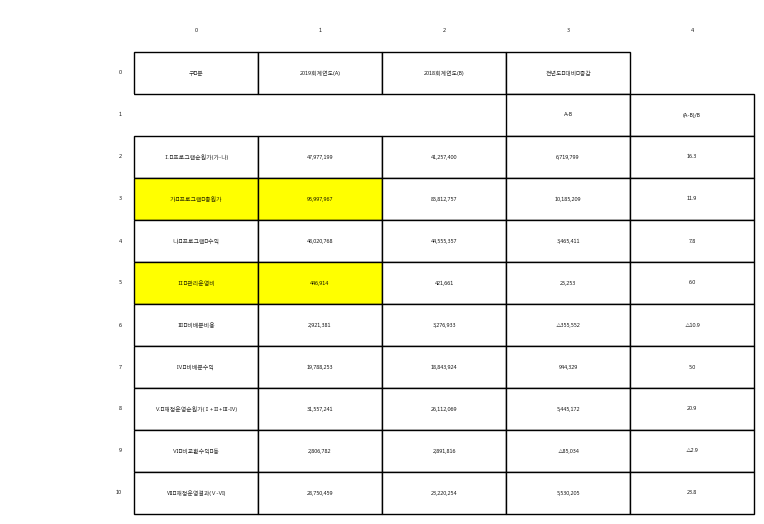 0 1 2 3 4
0 구□분 2019회계연도(A) 2018회계연도(B) 전년도□대비□증감
1 A-B (A-B)/B
2 Ⅰ.□프로그램순원가(가-나) 47,977,199 41,257,400 6,719,799 16.3
3 가□프로그램□총원가 95,997,967 85,812,757 10,185,209 11.9
4 나□프로그램□수익 48,020,768 44,555,357 3,465,411 7.8
5 Ⅱ.□관리운영비 446,914 421,661 25,253 6.0
6 Ⅲ□비배분비용 2,921,381 3,276,933 △355,552 △10.9
7 Ⅳ.□비배분수익 19,788,253 18,843,924 944,329 5.0
8 Ⅴ.□재정운영순원가(Ⅰ+Ⅱ+Ⅲ-Ⅳ) 31,557,241 26,112,069 5,445,172 20.9
9 Ⅵ□비교환수익□등 2,806,782 2,891,816 △85,034 △2.9
10 Ⅶ□재정운영결과(Ⅴ-Ⅵ) 28,750,459 23,220,254 5,530,205 23.8